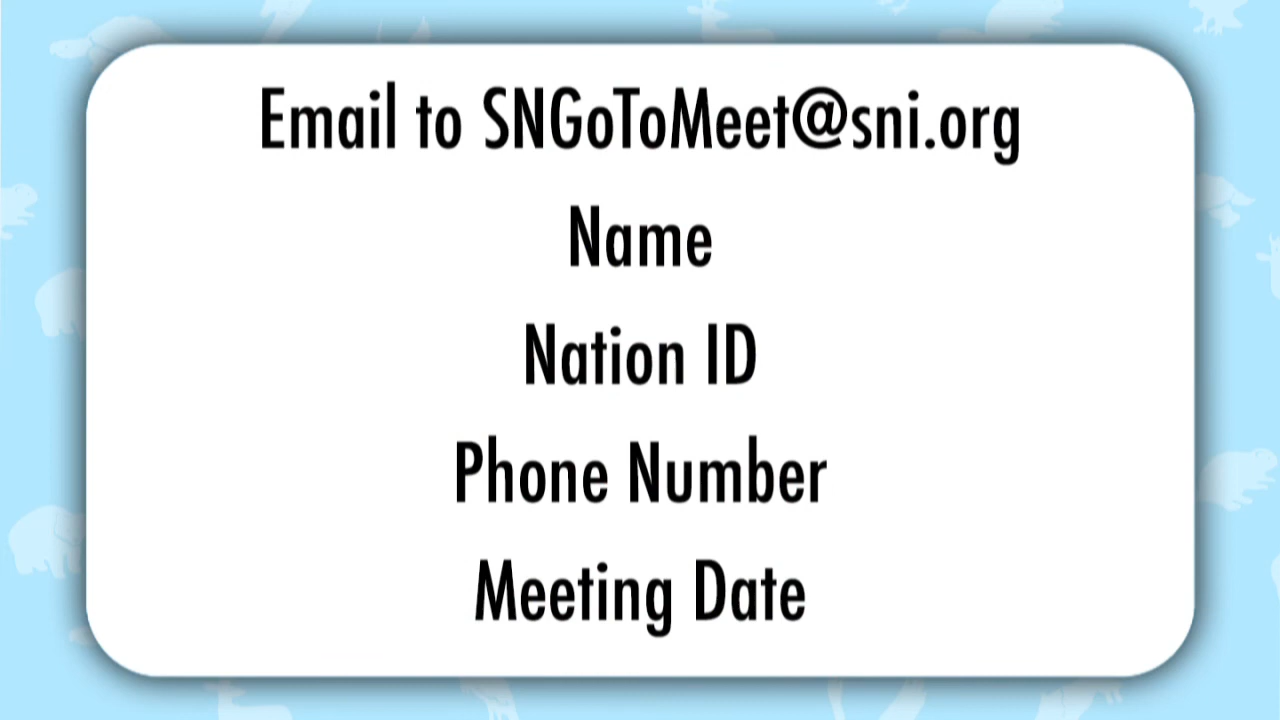 Email to SNGoToMeet@sni.org
Name
Nation ID
Phone Number
Meeting Date